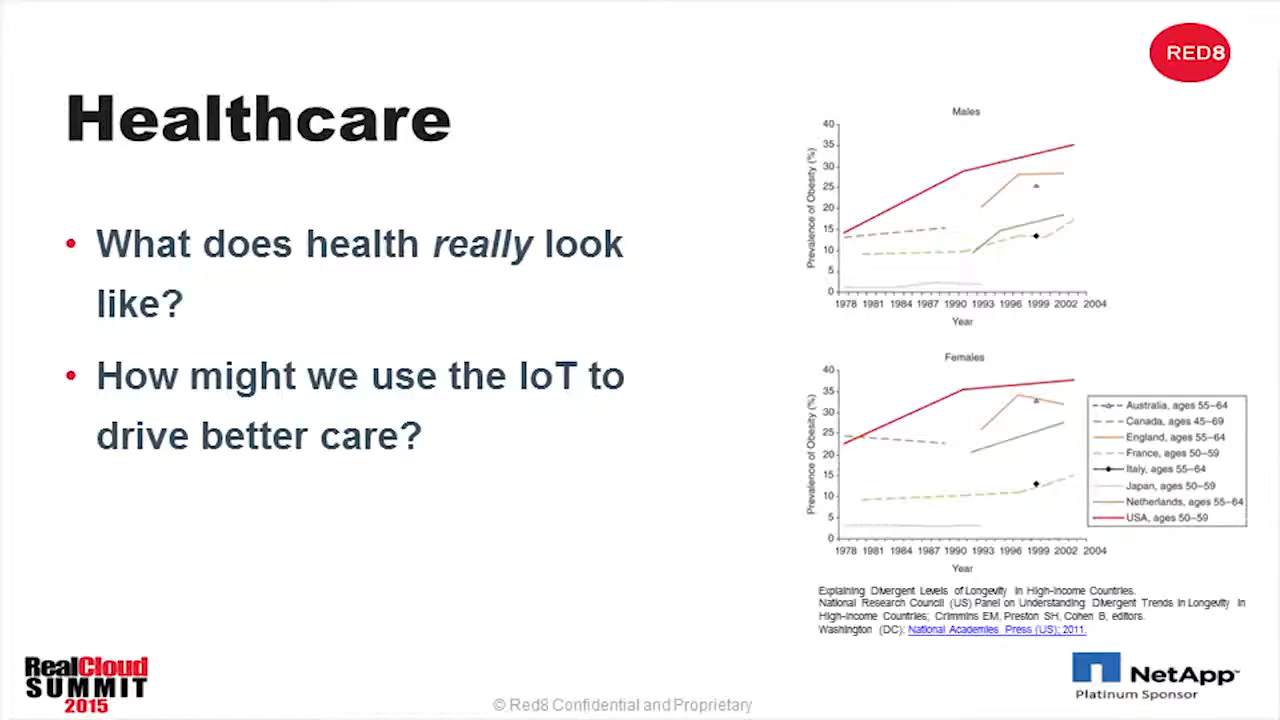 RED8
Healthcare
• What does health really look
like?
• How might we use the IoT to
drive better care?
Males
Prevalence of Obesity (%)
40
35
30
25
20
15
10
5
0
1978 1981 1984 1987 1990 1993 1996 1999 2002 2004
Year
Females
Prevalence of Obesity (%)
40
35
30
25
20
15
10
5
0
1978 1981 1984 1987 1990 1993 1996 1999 2002 2004
Year
Australia, ages 55–64
Canada, ages 45–69
England, ages 55–64
France, ages 50–59
Italy, ages 55–64
Japan, ages 50–59
Netherlands, ages 55–64
USA, ages 50–59
Explaining Divergent Levels of Longevity in High-Income Countries.
National Research Council (US) Panel on Understanding Divergent Trends in Longevity in
High-Income Countries; Crimmins EM, Preston SH, Cohen B, editors.
Washington (DC): National Academies Press (US); 2011.
RealCloud
SUMMIT
2015
© Red8 Confidential and Proprietary
NetApp™
Platinum Sponsor